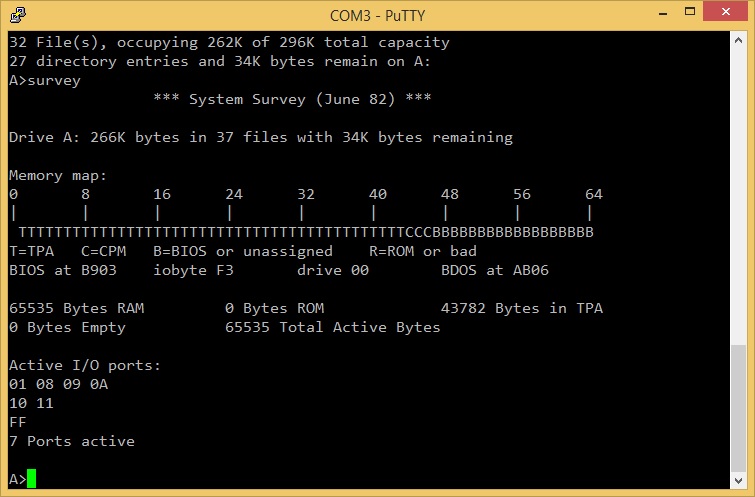 COM3 - PuTTY
32 File(s), occupying 262K of 296K total capacity
27 directory entries and 34K bytes remain on A:
A>survey
*** System Survey (June 82) ***
Drive A: 266K bytes in 37 files with 34K bytes remaining
Memory map:
0 8 16 24 32 40 48 56 64
| | | | | | | | |
TTTTTTTTTTTTTTTTTTTTTTTTTTTTTTTTTTTTTTTTTTTCCCBBBBBBBBBBBBBBBBBB
T=TPA C=CPM B=BIOS or unassigned R=ROM or bad
BIOS at B903 iobyte F3 drive 00 BDOS at AB06
65535 Bytes RAM 0 Bytes ROM 43782 Bytes in TPA
0 Bytes Empty 65535 Total Active Bytes
Active I/O ports:
01 08 09 0A
10 11
FF
7 Ports active
A>